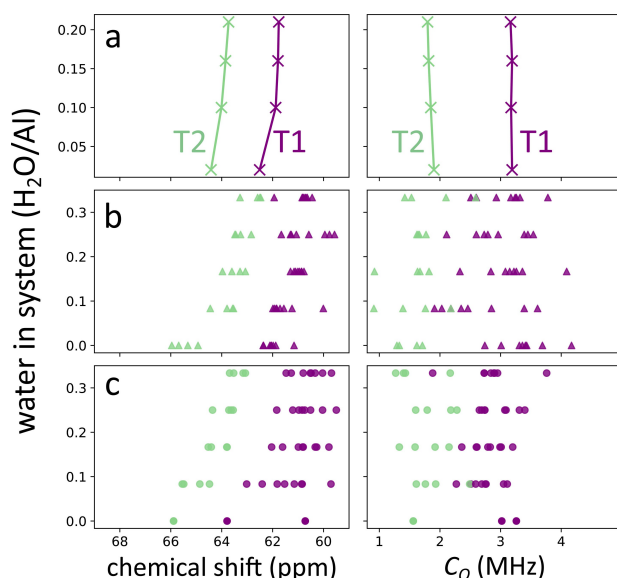 water in system (H₂O/Al)
a
0.20
0.15
0.10
0.05
T2
T1
T2
T1
b
0.3
0.2
0.1
0.0
c
0.3
0.2
0.1
0.0
68 66 64 62 60
1 2 3 4
chemical shift (ppm)
C_Q (MHz)